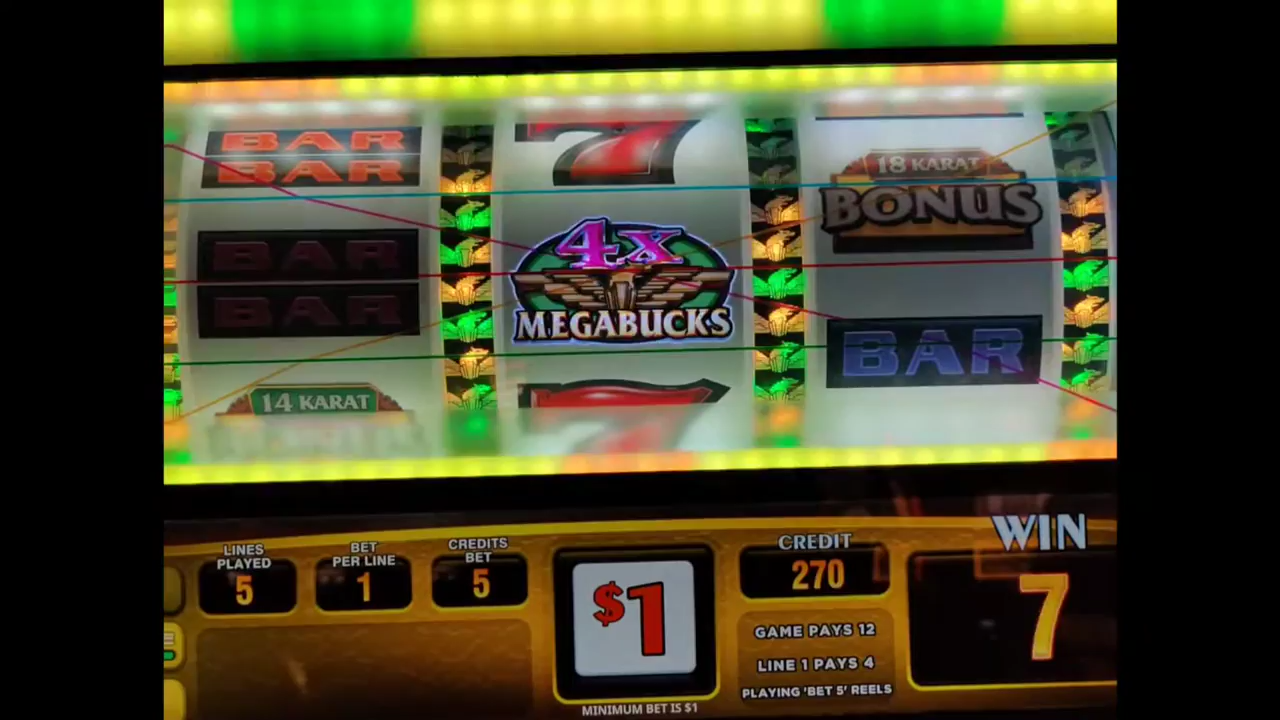 BAR
BAR
7
18 KARAT
BONUS
BAR
BAR
4x
MEGABUCKS
BAR
14 KARAT
7
WIN
LINES
PLAYED
5
BET
PER LINE
1
CREDITS
BET
5
$1
MINIMUM BET IS $1
CREDIT
270
GAME PAYS 12
LINE 1 PAYS 4
PLAYING 'BET 5' REELS
7